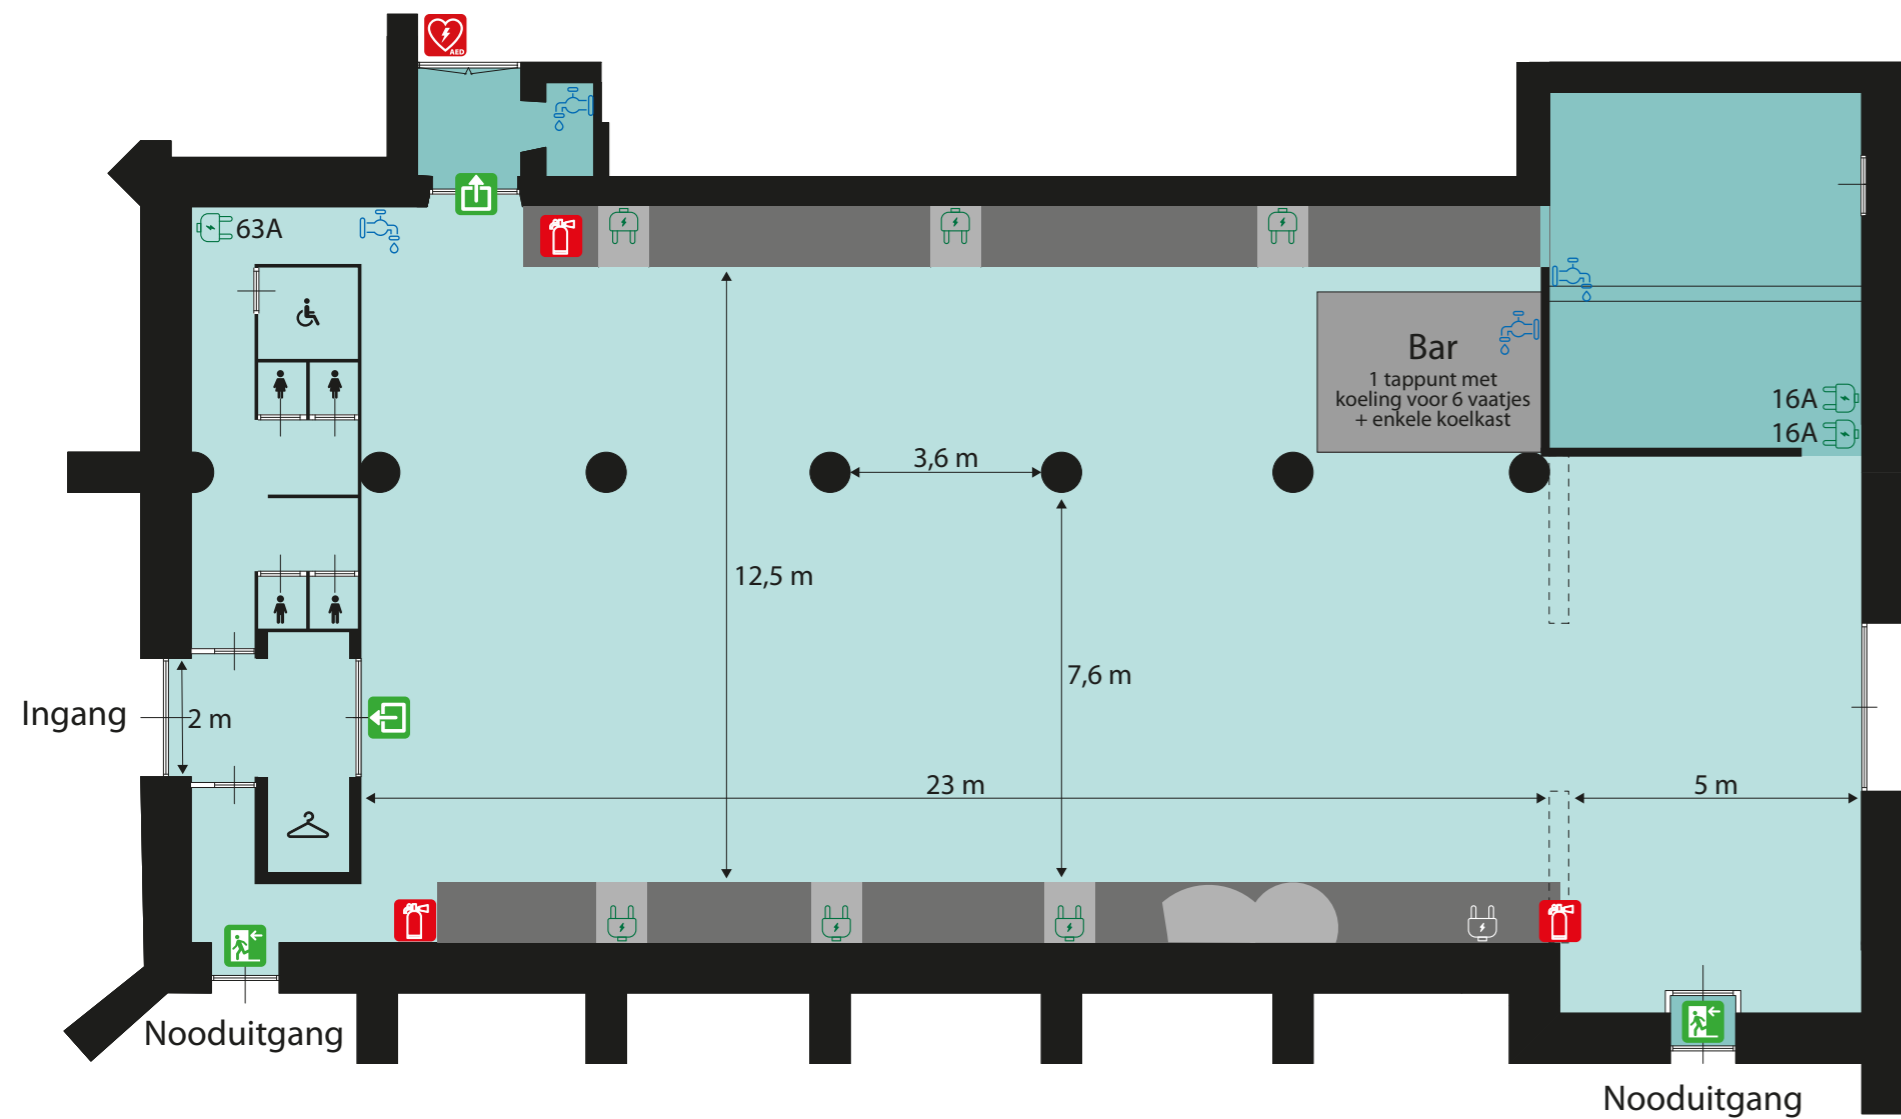 AED
63A
Bar
1 tappunt met
koeling voor 6 vaatjes
+ enkele koelkast
16A
16A
3,6 m
12,5 m
7,6 m
Ingang
2 m
23 m
5 m
Nooduitgang
Nooduitgang